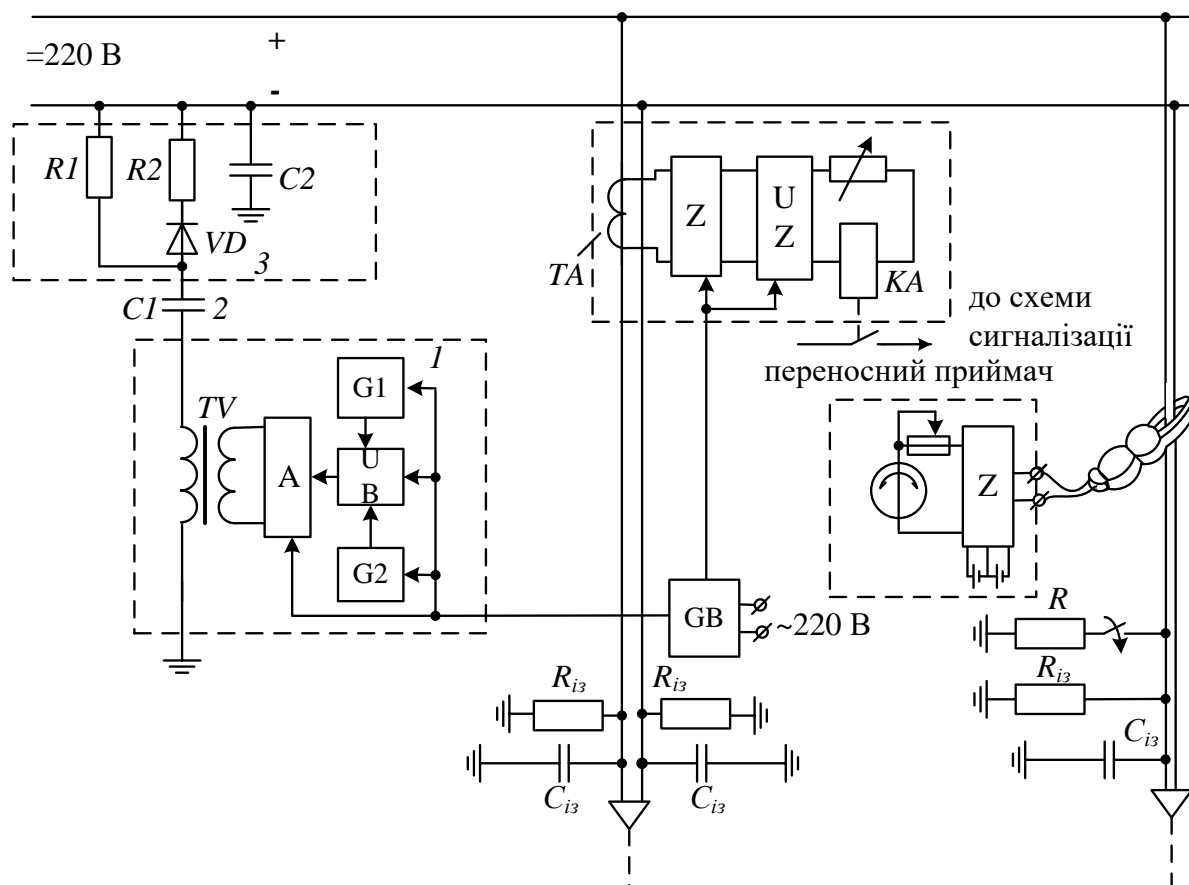 +
=220 В
-
R1
R2
C2
VD
3
C1
2
1
TV
A
G1
U
B
G2
Z
U
Z
TA
KA
до схеми
сигналізації
переносний приймач
Z
GB
~220 В
R
Rіз
Rіз
Rіз
Cіз
Cіз
Cіз